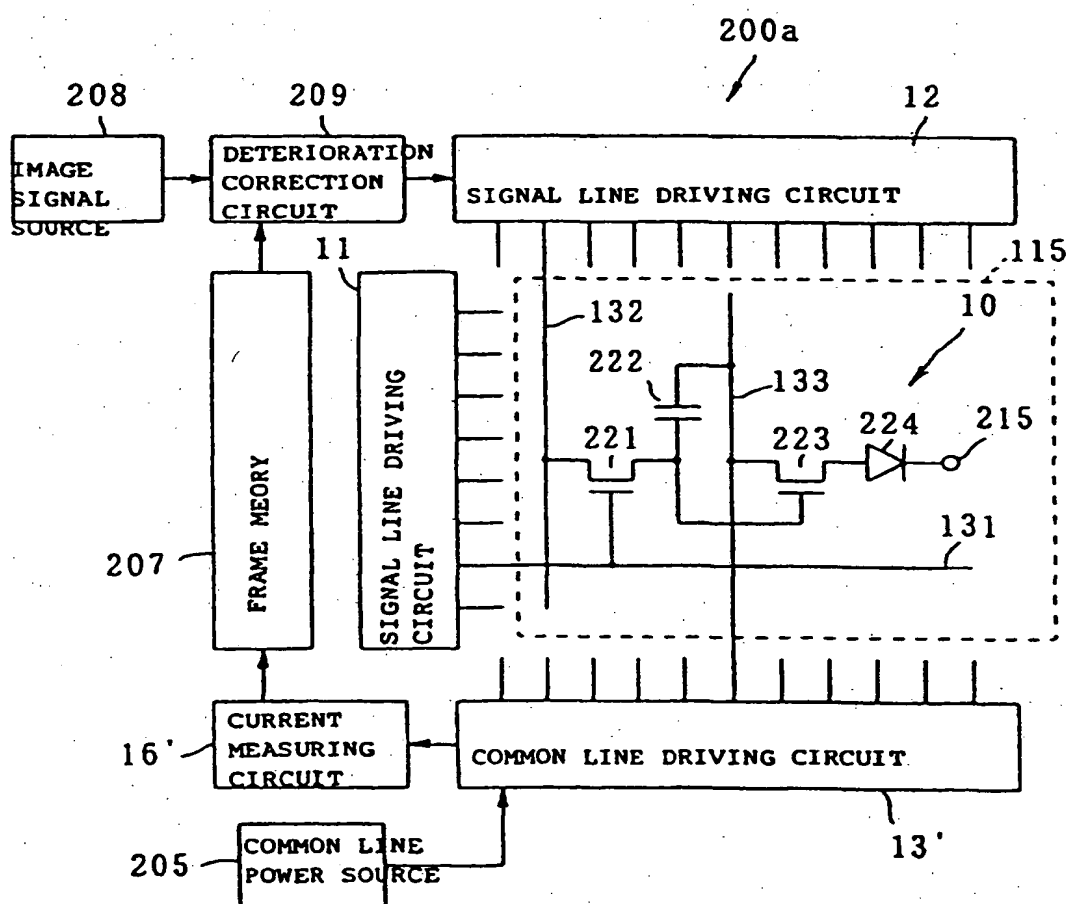 200a
208
209
12
IMAGE
SIGNAL
SOURCE
DETERIORATION
CORRECTION
CIRCUIT
SIGNAL LINE DRIVING CIRCUIT
11
115
10
132
222
133
224
215
221
223
131
207
FRAME MEORY
SIGNAL LINE DRIVING
CIRCUIT
16'
CURRENT
MEASURING
CIRCUIT
COMMON LINE DRIVING CIRCUIT
13'
205
COMMON LINE
POWER SOURCE